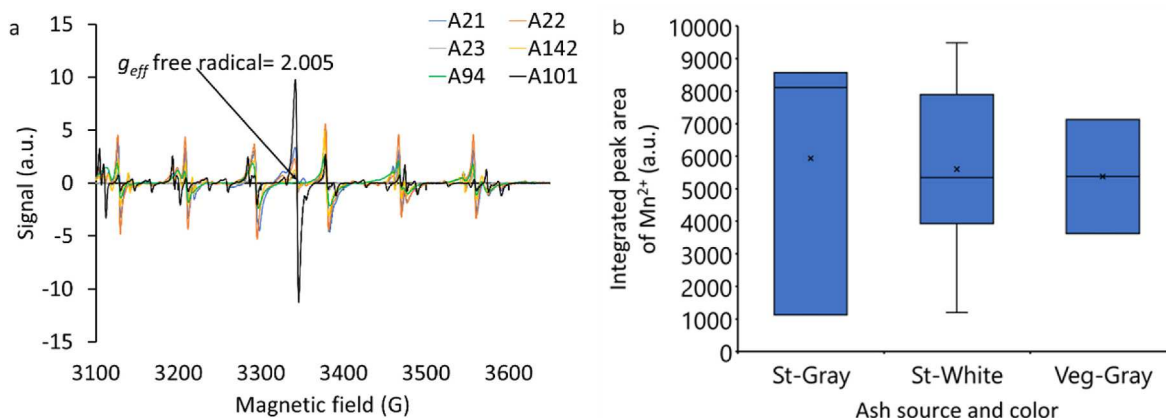 a
A21 A22
A23 A142
A94 A101
g_eff free radical= 2.005
15
10
5
0
-5
-10
-15
Signal (a.u.)
3100 3200 3300 3400 3500 3600
Magnetic field (G)
b
10000
9000
8000
7000
6000
5000
4000
3000
2000
1000
0
Integrated peak area
of Mn²⁺ (a.u.)
St-Gray St-White Veg-Gray
Ash source and color